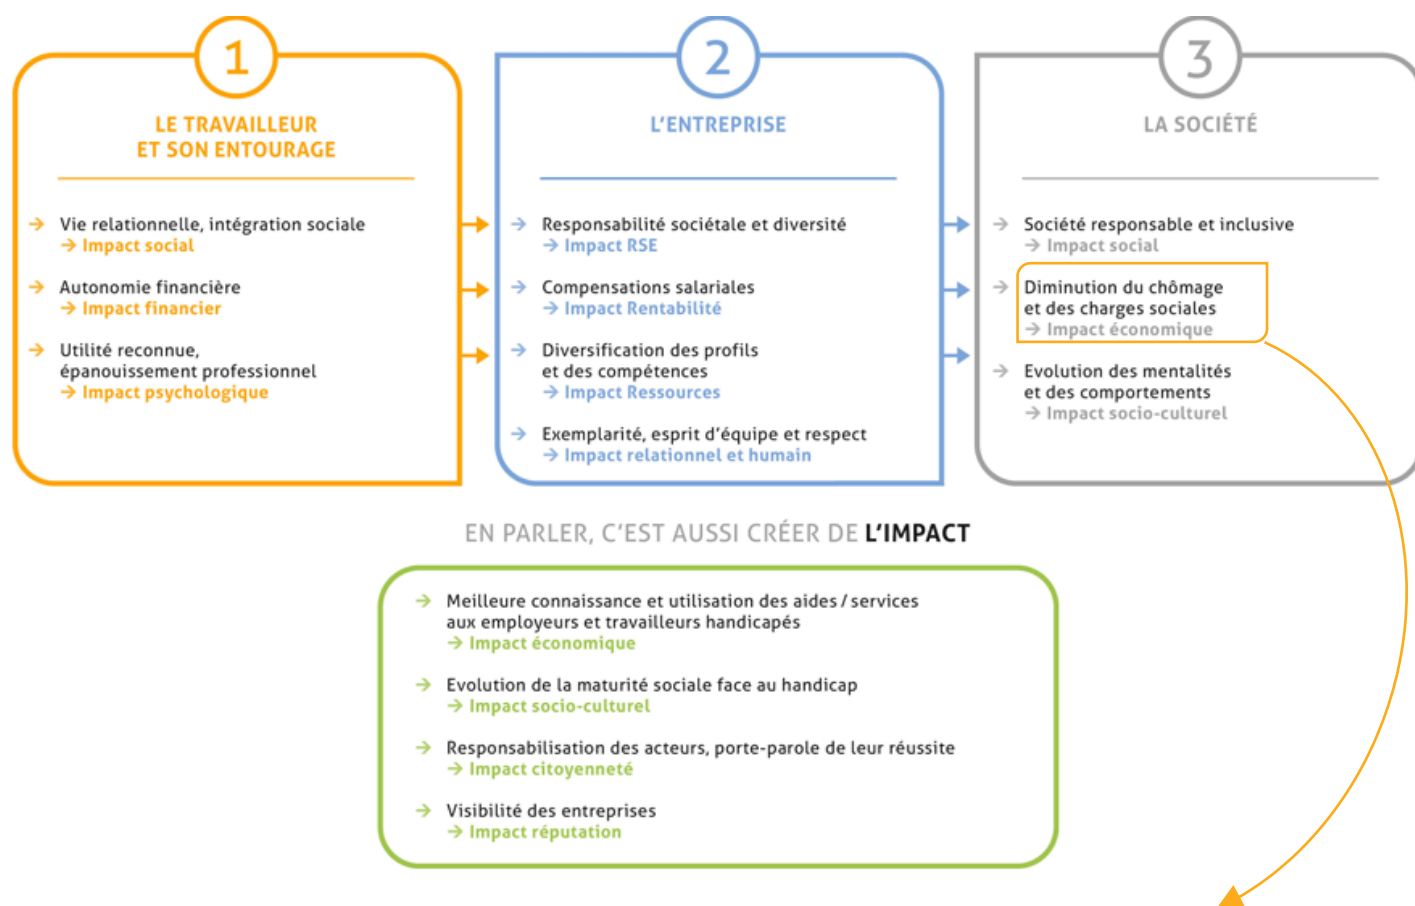 1
LE TRAVAILLEUR
ET SON ENTOURAGE
→ Vie relationnelle, intégration sociale
→ Impact social
→ Autonomie financière
→ Impact financier
→ Utilité reconnue,
épanouissement professionnel
→ Impact psychologique
2
L'ENTREPRISE
→ Responsabilité sociétale et diversité
→ Impact RSE
→ Compensations salariales
→ Impact Rentabilité
→ Diversification des profils
et des compétences
→ Impact Ressources
→ Exemplarité, esprit d'équipe et respect
→ Impact relationnel et humain
3
LA SOCIÉTÉ
→ Société responsable et inclusive
→ Impact social
→ Diminution du chômage
et des charges sociales
→ Impact économique
→ Evolution des mentalités
et des comportements
→ Impact socio-culturel
EN PARLER, C'EST AUSSI CRÉER DE L'IMPACT
→ Meilleure connaissance et utilisation des aides / services
aux employeurs et travailleurs handicapés
→ Impact économique
→ Evolution de la maturité sociale face au handicap
→ Impact socio-culturel
→ Responsabilisation des acteurs, porte-parole de leur réussite
→ Impact citoyenneté
→ Visibilité des entreprises
→ Impact réputation